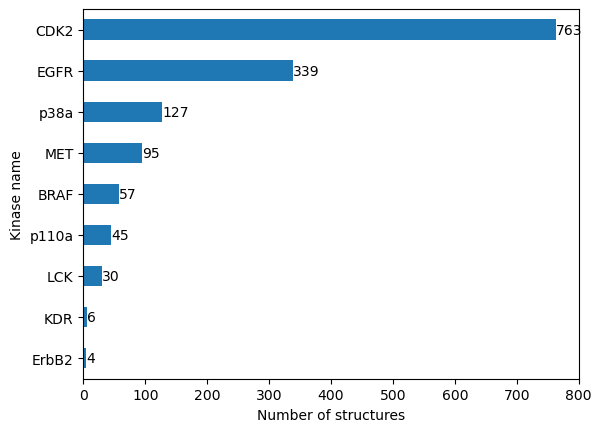 Kinase name
CDK2 763
EGFR 339
p38a 127
MET 95
BRAF 57
p110a 45
LCK 30
KDR 6
ErbB2 4
0 100 200 300 400 500 600 700 800
Number of structures